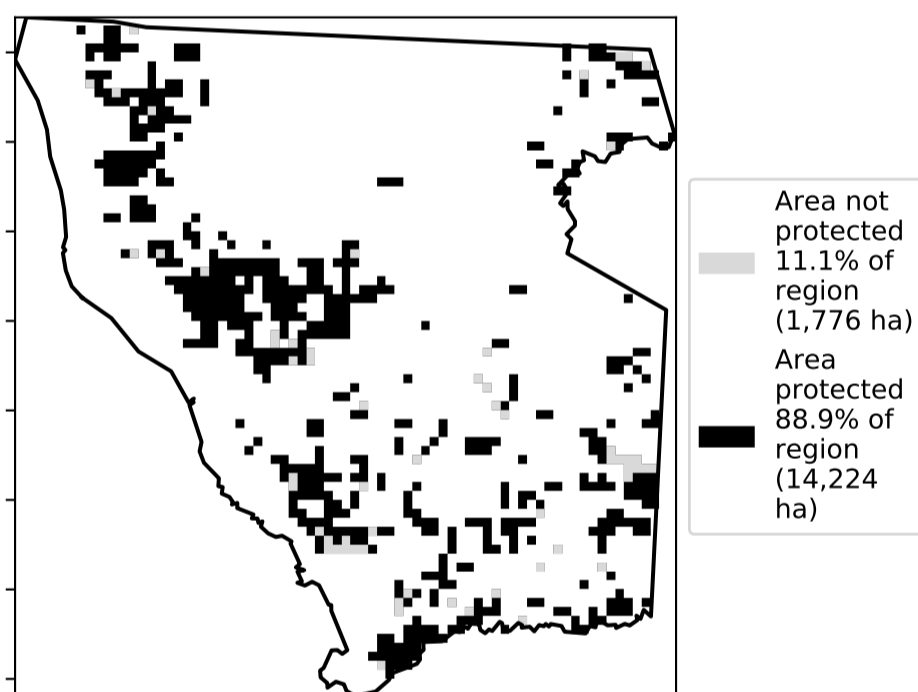 Area not
protected
11.1% of
region
(1,776 ha)
Area
protected
88.9% of
region
(14,224
ha)